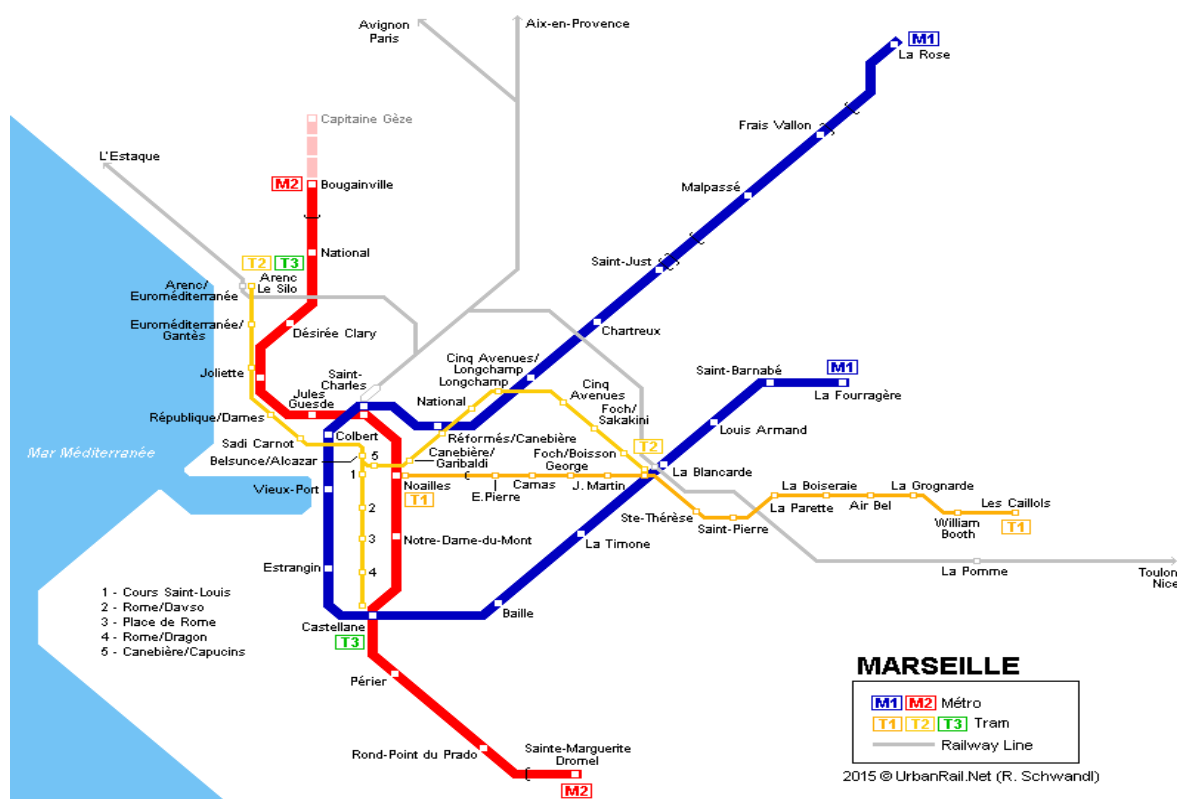 Avignon
Paris
Aix-en-Provence
M1
La Rose
Capitaine Gèze
Frais Vallon
L'Estaque
M2
Bougainville
Malpassé
National
T2
T3
Saint-Just
Arenc/
Euroméditerranée
Arenc
Le Silo
Euroméditerranée/
Gantès
Désirée Clary
Chartreux
Joliette
Saint-
Charles
Cinq Avenues/
Longchamp
Longchamp
Saint-Barnabé
M1
La Fourragère
Jules
Guesde
National
Cinq
Avenues
Foch/
Sakakini
République/Dames
Louis Armand
Sadi Carnot
Colbert
Réformés/Canebière
T2
Belsunce/Alcazar
5
Canebière/
Garibaldi
Foch/Boisson
George
La Blancarde
Mar Méditerranée
1
Vieux-Port
Noailles
T1
E.Pierre
Camas
J. Martin
La Boiseraie
La Parette
Air Bel
La Grognarde
Les Caillols
T1
William
Booth
Ste-Thérèse
Saint-Pierre
2
3
Notre-Dame-du-Mont
La Timone
Estrangin
4
La Pomme
Toulon
Nice
1 - Cours Saint-Louis
2 - Rome/Davso
3 - Place de Rome
4 - Rome/Dragon
5 - Canebière/Capucins
Castellane
T3
Baille
Périer
Rond-Point du Prado
Sainte-Marguerite
Dromel
M2
MARSEILLE
M1 M2 Métro
T1 T2 T3 Tram
Railway Line
2015 © UrbanRail.Net (R. Schwandl)